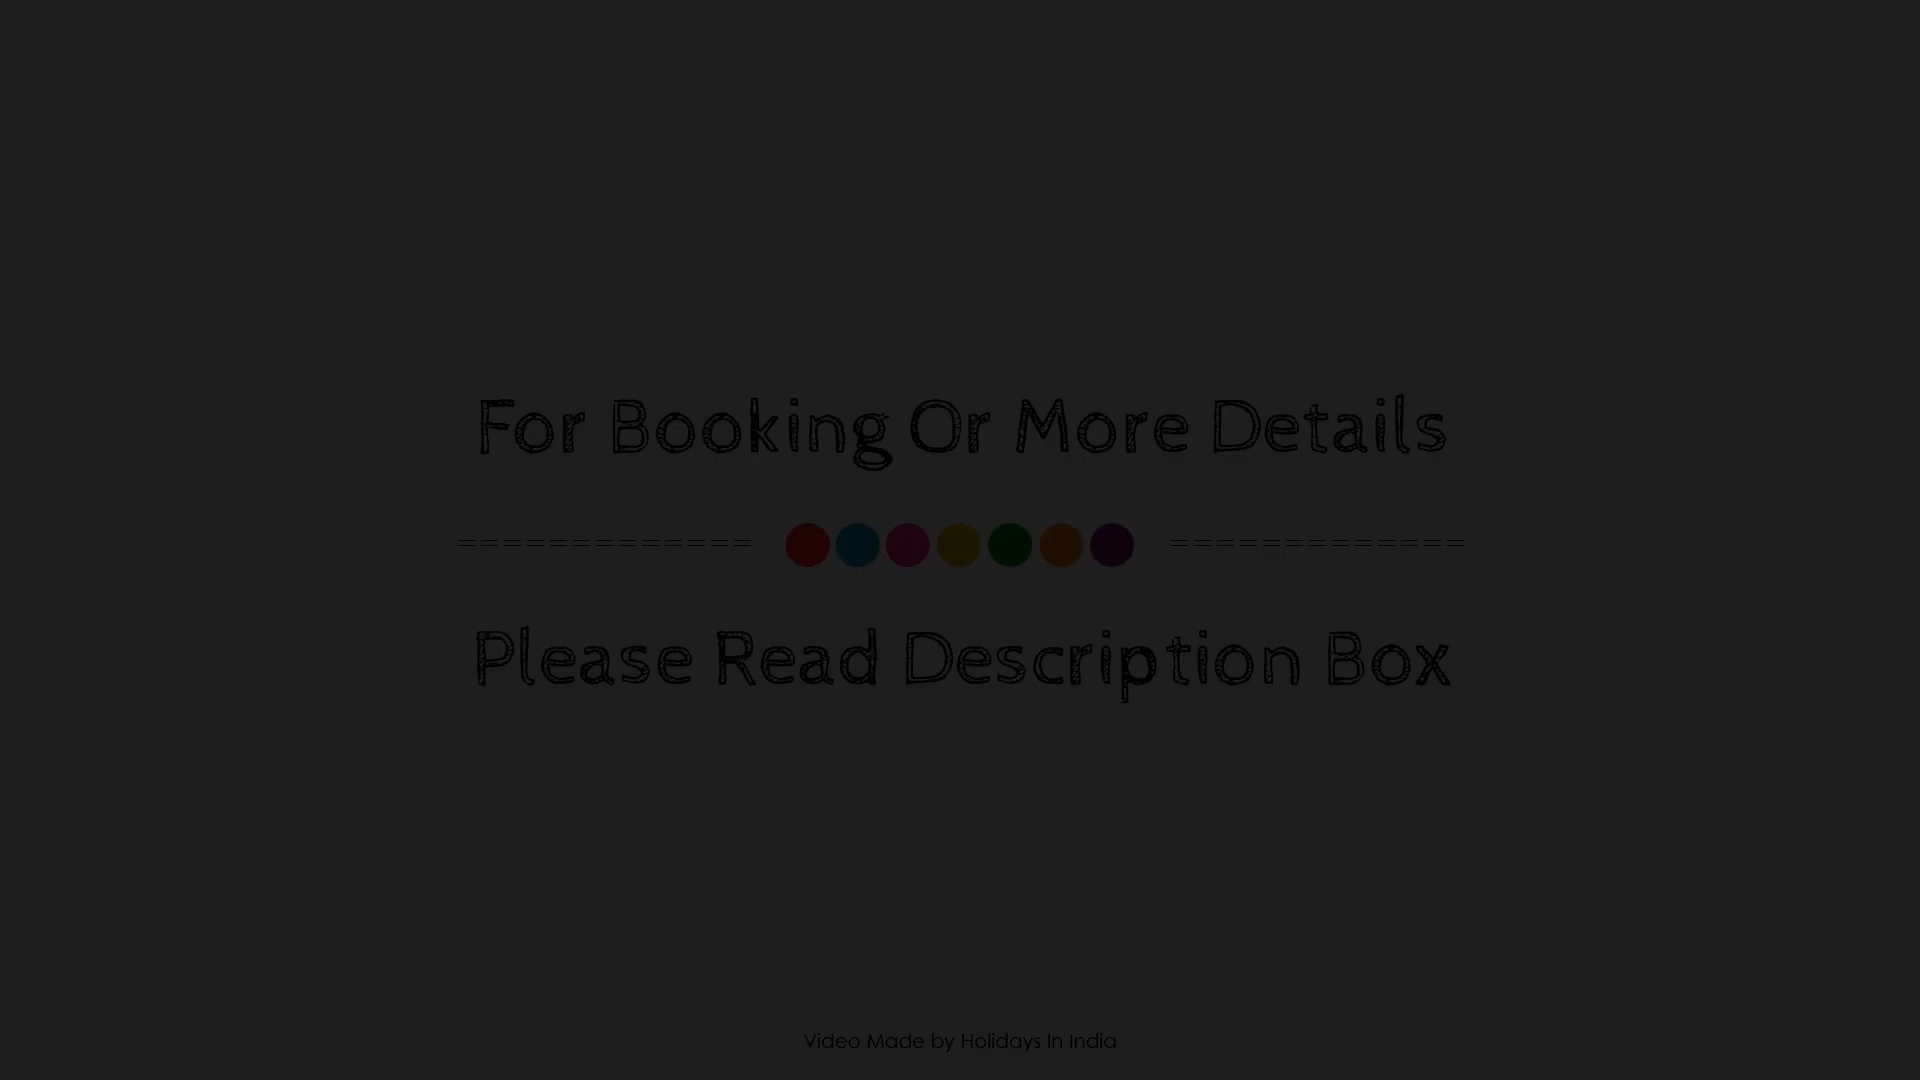 For Booking Or More Details
============= =============
Please Read Description Box
Video Made by Holidays In India